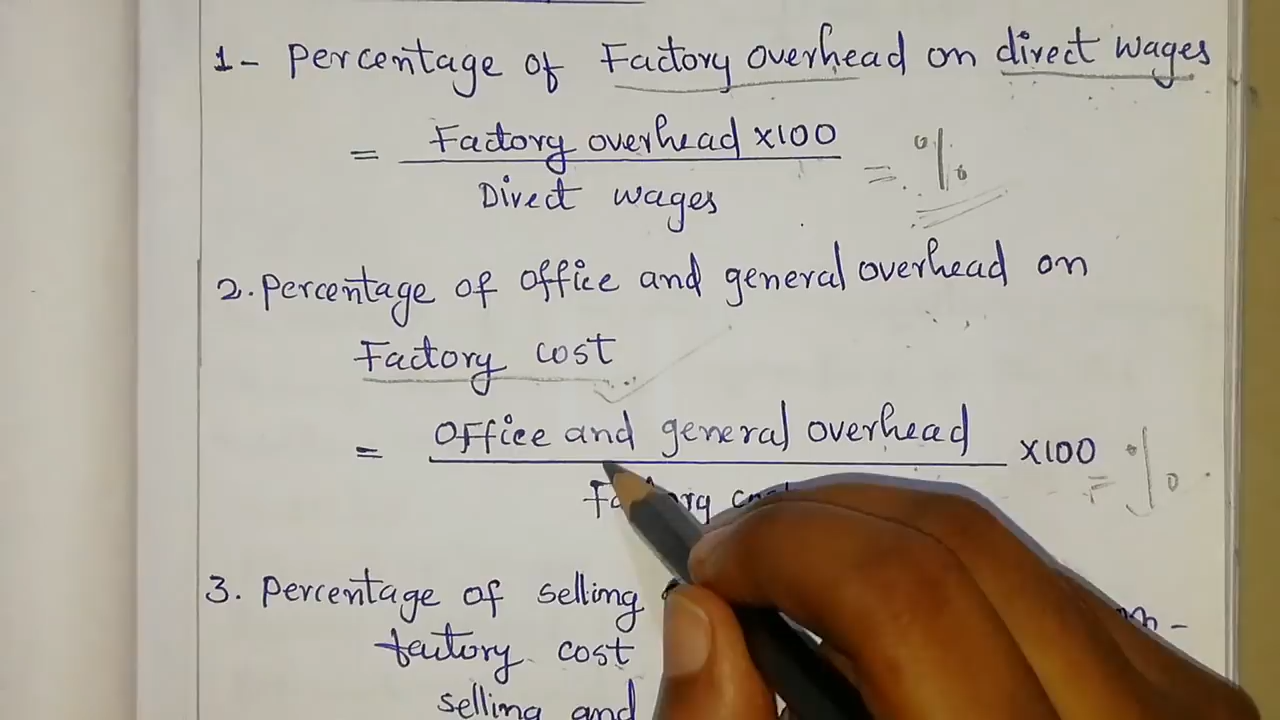 1- Percentage of Factory overhead on direct wages
= Factory overhead x100
Direct wages
= %
2. Percentage of office and general overhead on
Factory cost
= Office and general overhead x100
= %
3. Percentage of selling
factory cost
selling and